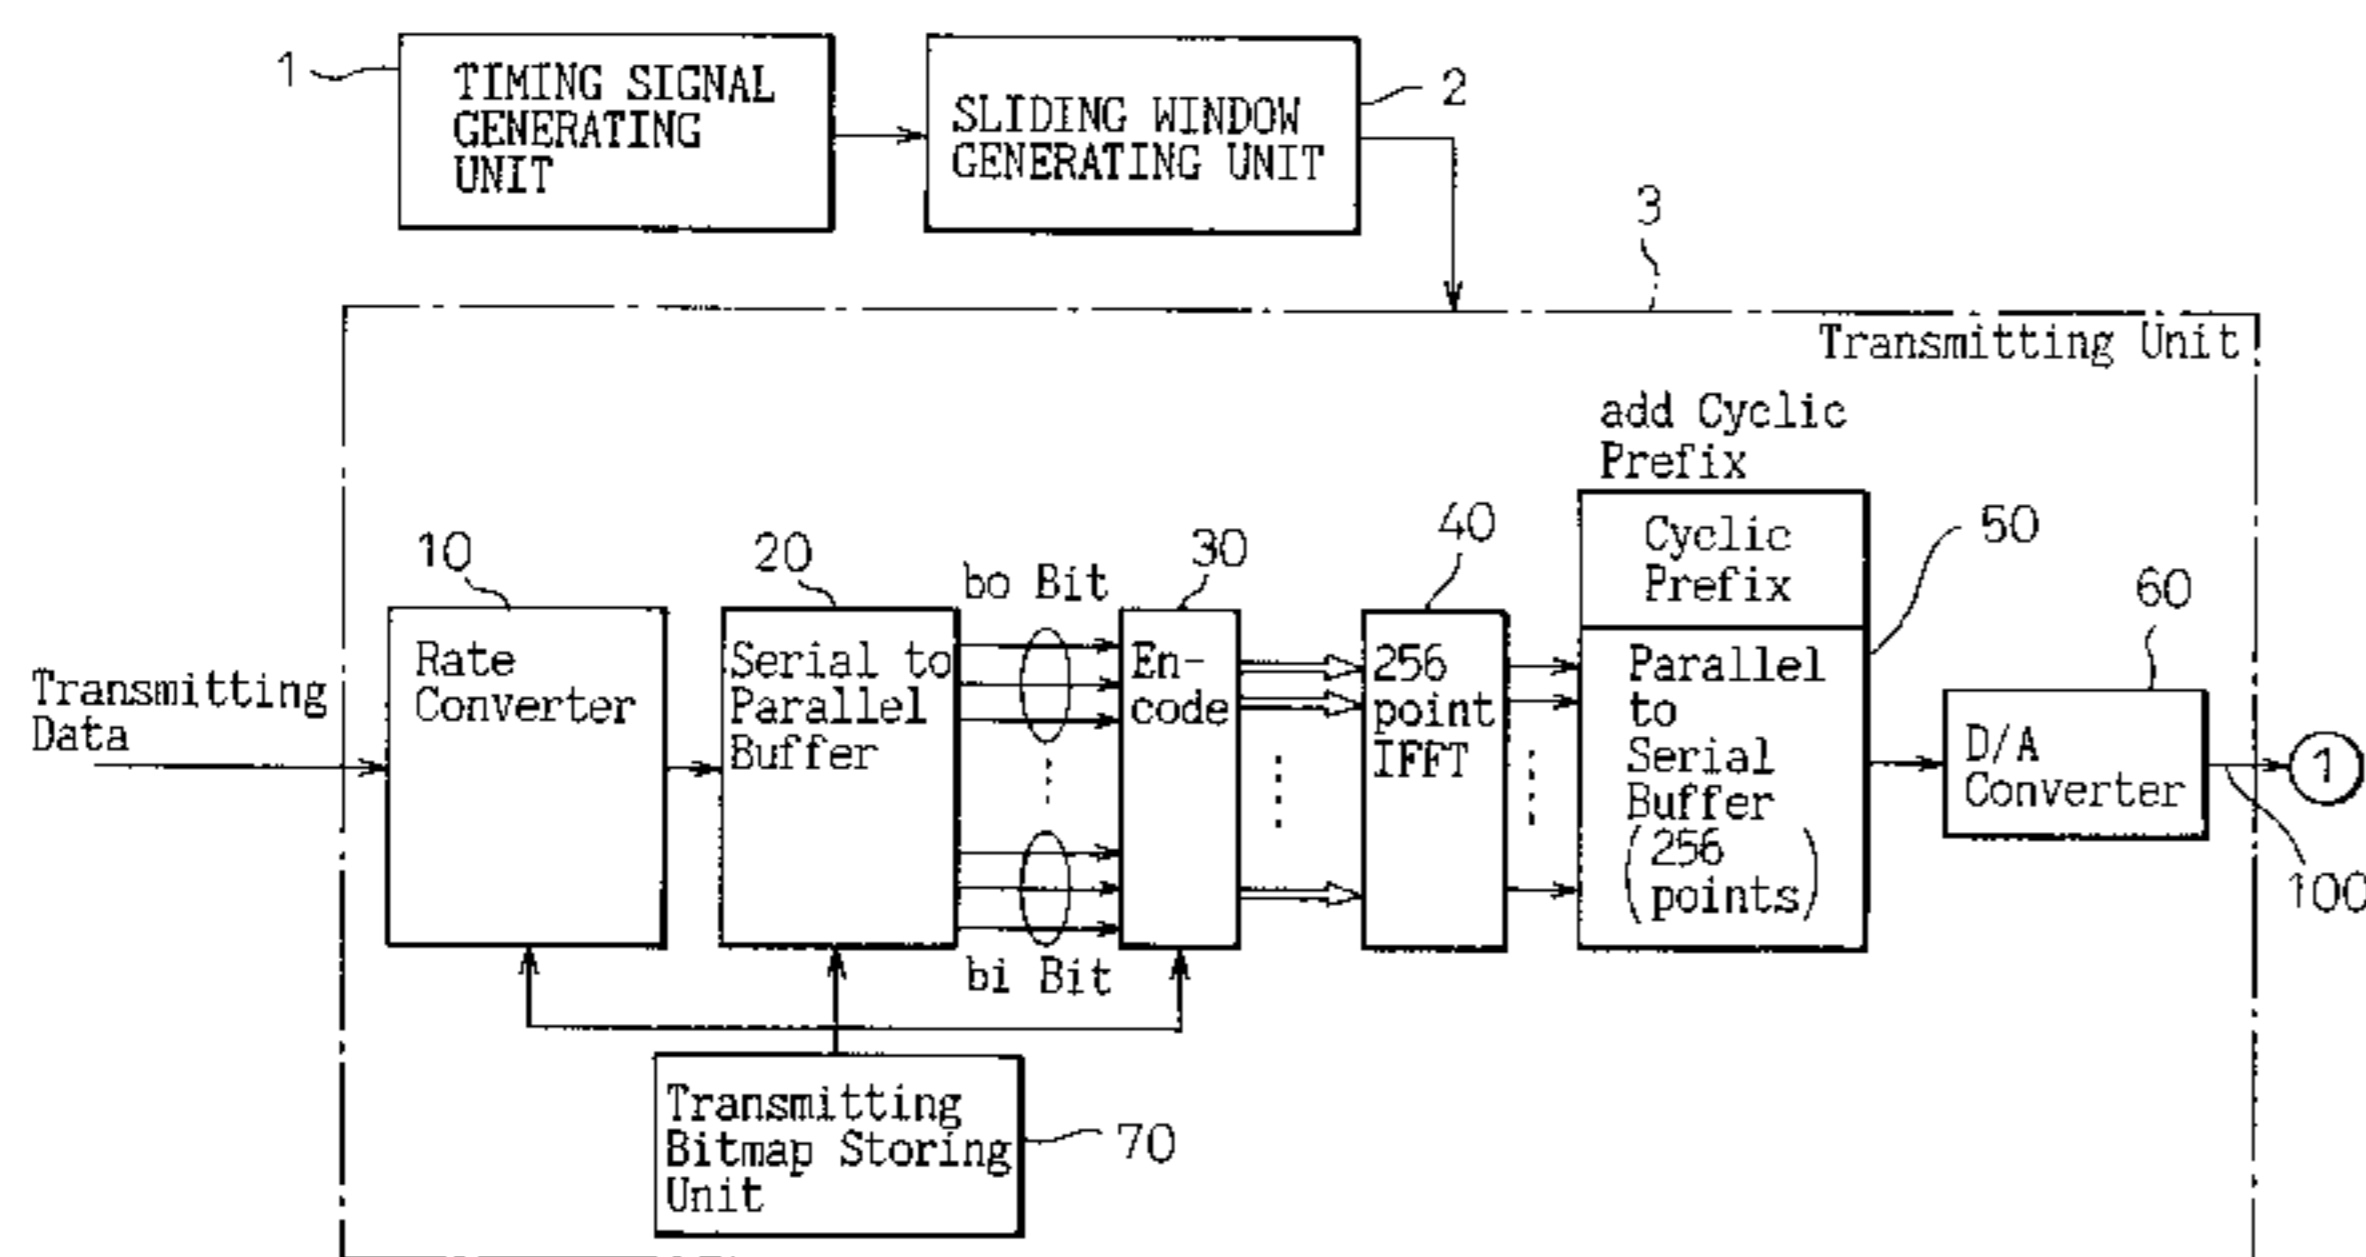 1
TIMING SIGNAL
GENERATING
UNIT
2
SLIDING WINDOW
GENERATING UNIT
3
Transmitting Unit
add Cyclic
Prefix
10
20
bo Bit
30
40
50
60
Transmitting
Data
Rate
Converter
Serial to
Parallel
Buffer
En-
code
256
point
IFFT
Cyclic
Prefix
Parallel
to
Serial
Buffer
(256
points)
D/A
Converter
1
100
bi Bit
Transmitting
Bitmap Storing
Unit
70